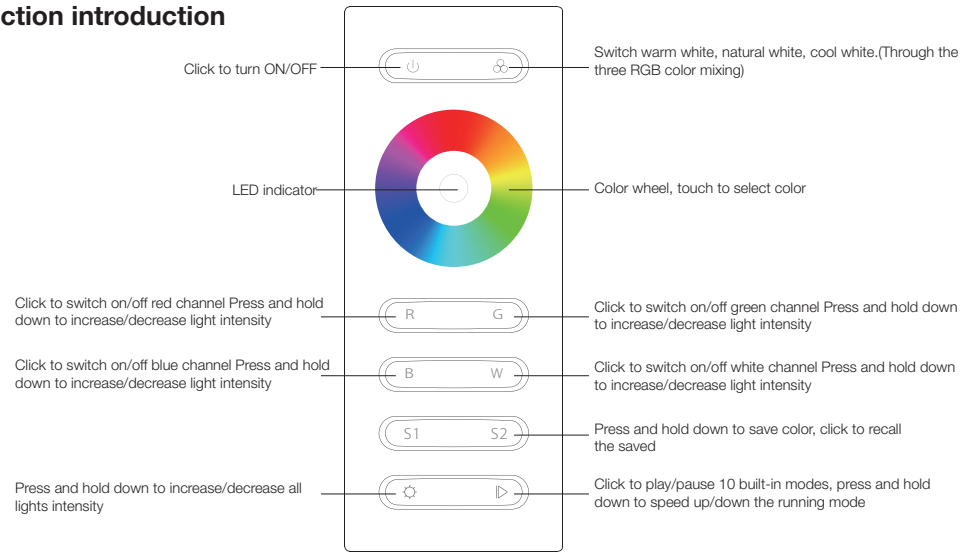 ction introduction
Click to turn ON/OFF
Switch warm white, natural white, cool white.(Through the
three RGB color mixing)
LED indicator
Color wheel, touch to select color
Click to switch on/off red channel Press and hold
down to increase/decrease light intensity
R
G
Click to switch on/off green channel Press and hold down
to increase/decrease light intensity
Click to switch on/off blue channel Press and hold
down to increase/decrease light intensity
B
W
Click to switch on/off white channel Press and hold down
to increase/decrease light intensity
S1
S2
Press and hold down to save color, click to recall
the saved
Press and hold down to increase/decrease all
lights intensity
Click to play/pause 10 built-in modes, press and hold
down to speed up/down the running mode